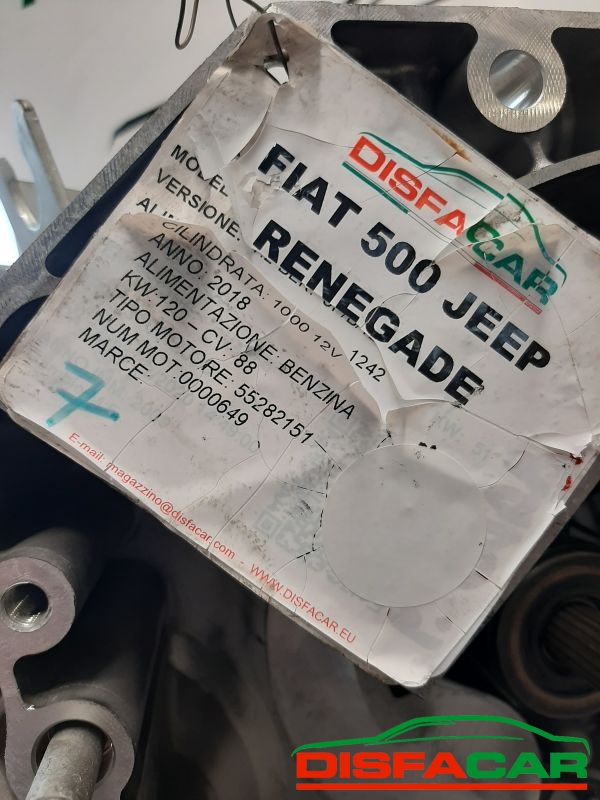 DISFACAR
FIAT 500 JEEP
RENEGADE
MODEL
VERSIONE
CILINDRATA: 1000 12V 1242
ANNO: 2018
ALIMENTAZIONE: BENZINA
KW:120 - CV: 88
TIPO MOTORE: 55282151
NUM MOT:0000649
MARCE:
7
E-mail: magazzino@disfacar.com
WWW.DISFACAR.EU
DISFACAR